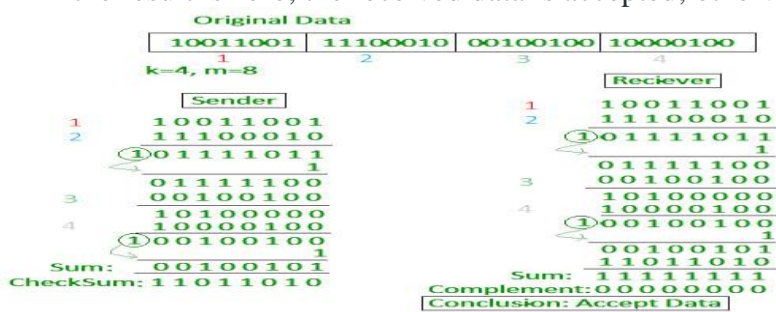 Original Data
10011001 11100010 00100100 10000100
1 2 3 4
k=4, m=8
Sender
1 10011001
2 11100010
1 01111011
1
01111100
3 00100100
10100000
4 10000100
1 00100100
1
Sum: 00100101
CheckSum: 11011010
Reciever
1 10011001
2 11100010
1 01111011
1
01111100
3 00100100
10100000
4 10000100
1 00100100
1
00100101
11011010
Sum: 11111111
Complement: 00000000
Conclusion: Accept Data